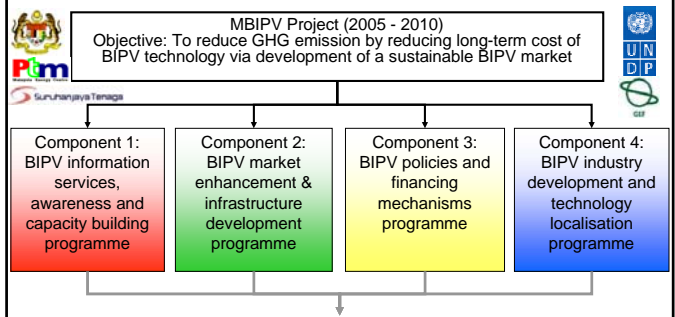 MBIPV Project (2005 - 2010)
Objective: To reduce GHG emission by reducing long-term cost of
BIPV technology via development of a sustainable BIPV market
Ptm
Suruhanjaya Tenaga
U N
D P
GEF
Component 1:
BIPV information
services,
awareness and
capacity building
programme
Component 2:
BIPV market
enhancement &
infrastructure
development
programme
Component 3:
BIPV policies and
financing
mechanisms
programme
Component 4:
BIPV industry
development and
technology
localisation
programme